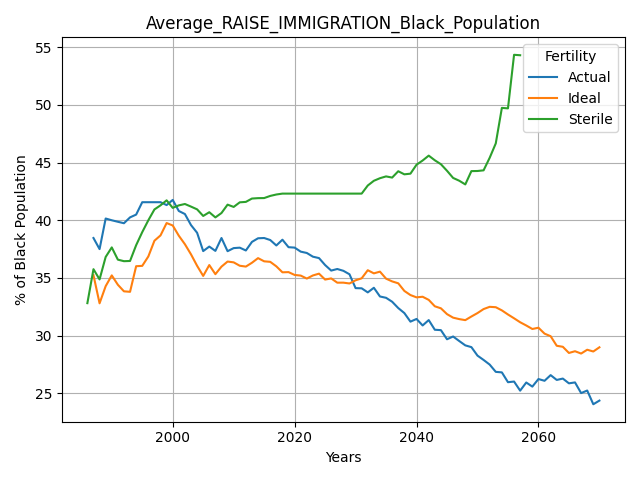 Average_RAISE_IMMIGRATION_Black_Population
% of Black Population
55
50
45
40
35
30
25
2000
2020
2040
2060
Years
Fertility
Actual
Ideal
Sterile